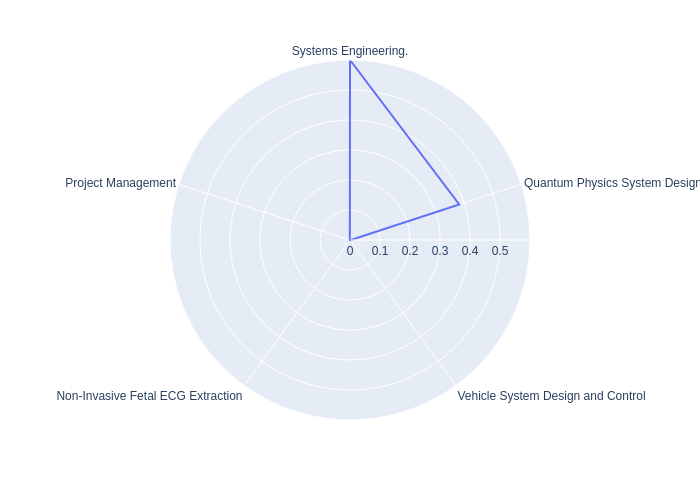 Systems Engineering.
Project Management
Quantum Physics System Design
0 0.1 0.2 0.3 0.4 0.5
Non-Invasive Fetal ECG Extraction
Vehicle System Design and Control